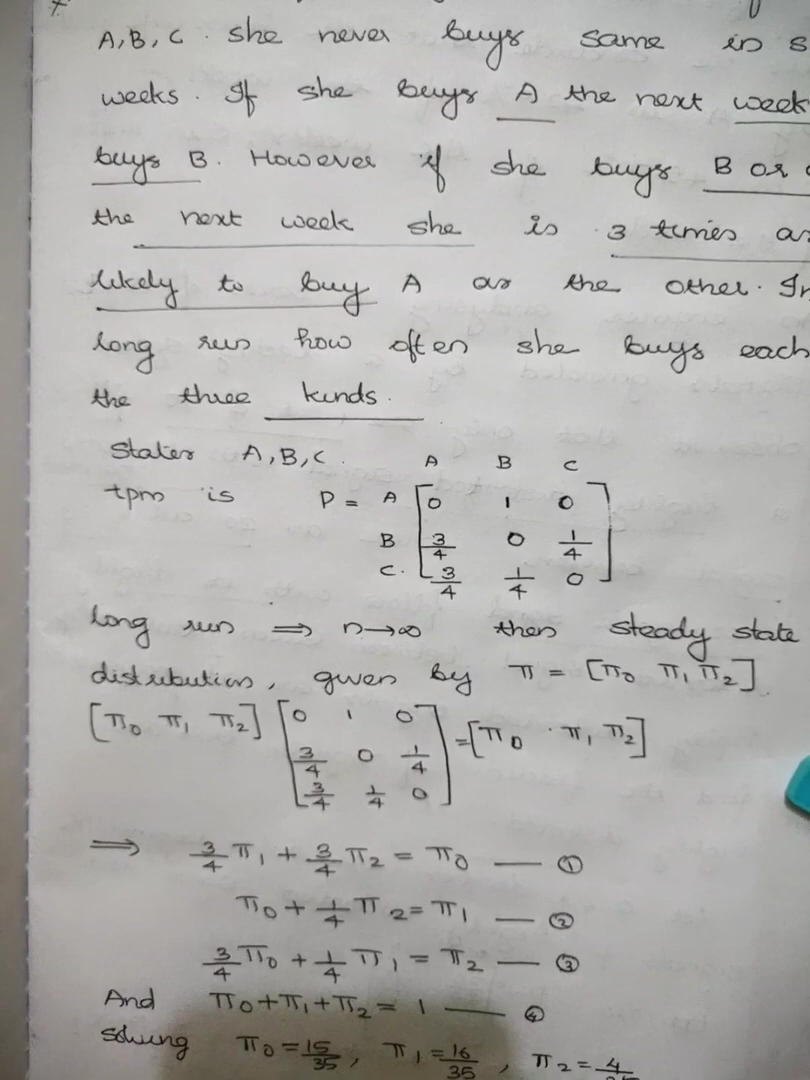 A, B, C . she never buys same in s
weeks . If she buys A the next week
buys B. However if she buys B or
the next week she is 3 times as
likely to buy A as the other. In
long run how often she buys each
the three kinds.
States A, B, C .
A B C
tpm is P = A [ 0 1 0 ]
B [ 3/4 0 1/4 ]
C. [ 3/4 1/4 0 ]
long run ⟹ n→∞ then steady state
distribution, given by π = [π0 π1 π2]
[π0 π1 π2] [ 0 1 0 ; 3/4 0 1/4 ; 3/4 1/4 0 ] = [π0 · π1 π2]
⟹ 3/4 π1 + 3/4 π2 = π0 — ①
π0 + 1/4 π2 = π1 — ②
3/4 π0 + 1/4 π1 = π2 — ③
And π0 + π1 + π2 = 1 — ④
solving π0 = 15/35, π1 = 16/35, π2 = 4/